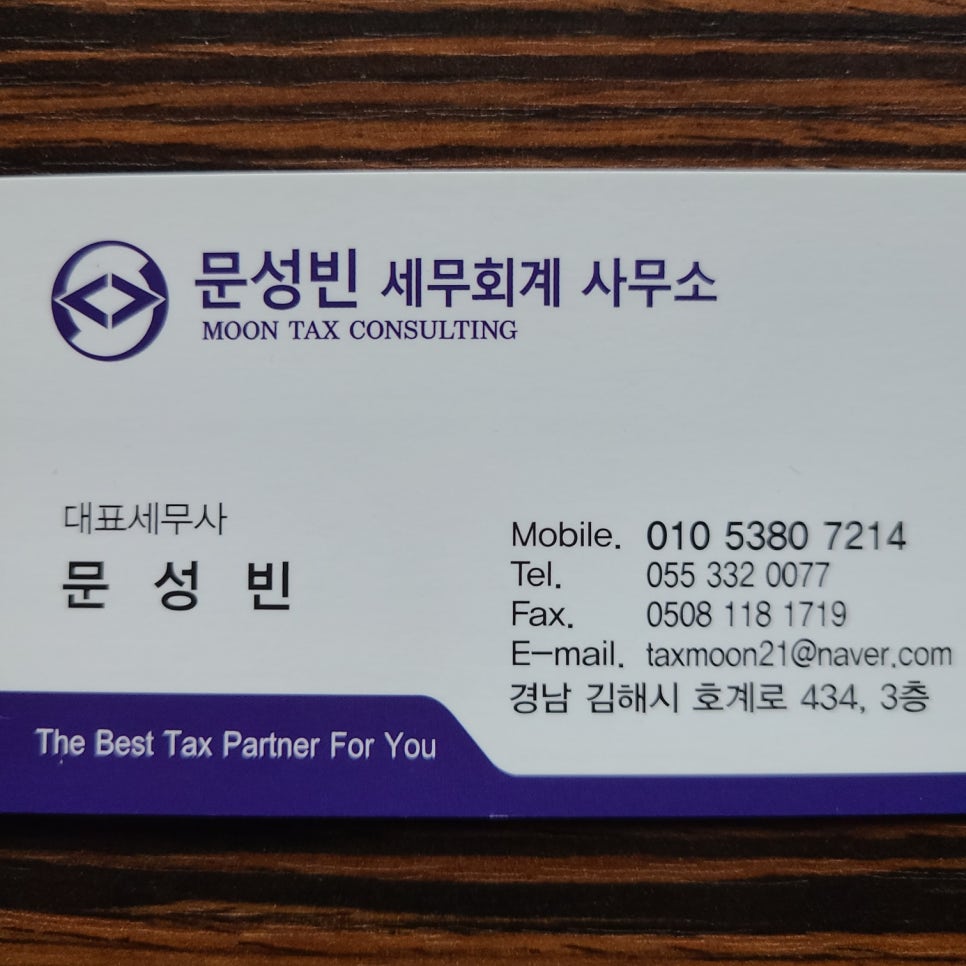 문성빈 세무회계 사무소
MOON TAX CONSULTING
대표세무사
문 성 빈
Mobile. 010 5380 7214
Tel. 055 332 0077
Fax. 0508 118 1719
E-mail. taxmoon21@naver.com
경남 김해시 호계로 434, 3층
The Best Tax Partner For You